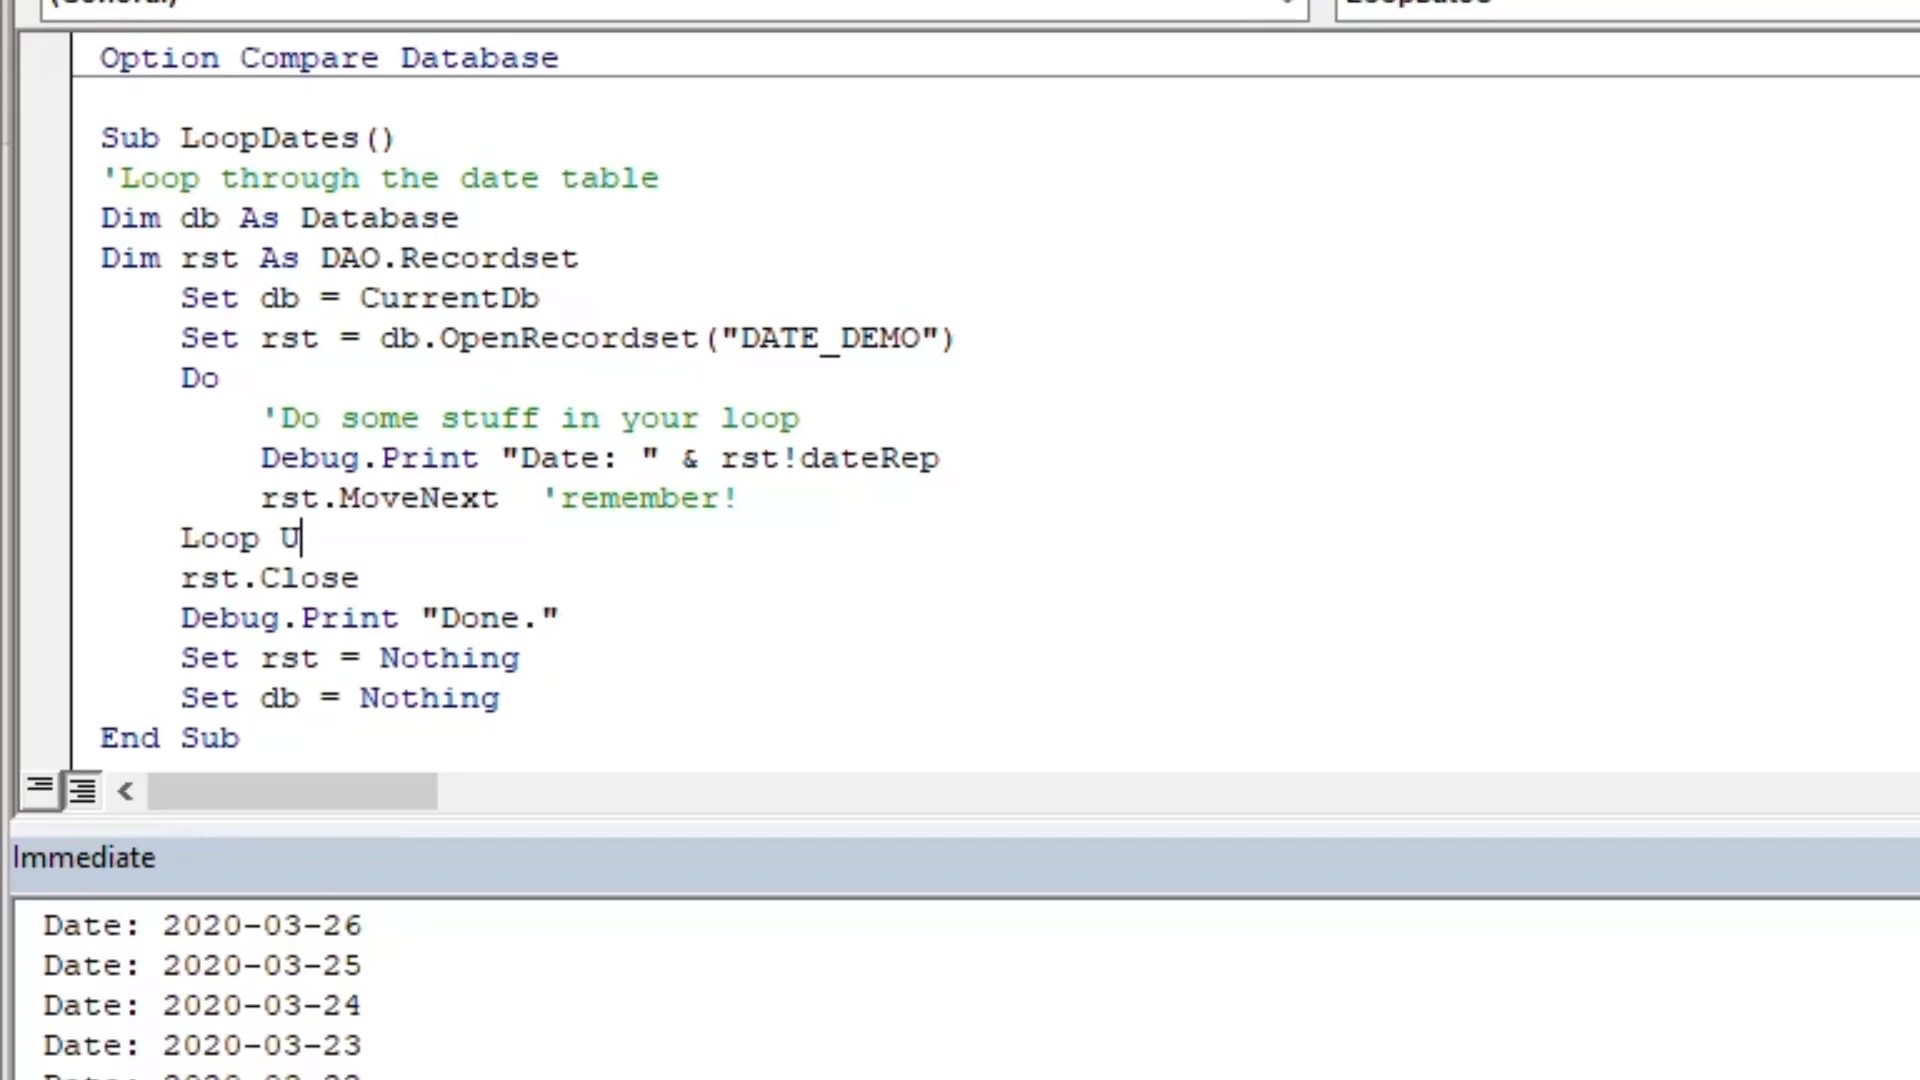 Option Compare Database
Sub LoopDates()
'Loop through the date table
Dim db As Database
Dim rst As DAO.Recordset
Set db = CurrentDb
Set rst = db.OpenRecordset("DATE_DEMO")
Do
'Do some stuff in your loop
Debug.Print "Date: " & rst!dateRep
rst.MoveNext 'remember!
Loop U
rst.Close
Debug.Print "Done."
Set rst = Nothing
Set db = Nothing
End Sub
Immediate
Date: 2020-03-26
Date: 2020-03-25
Date: 2020-03-24
Date: 2020-03-23